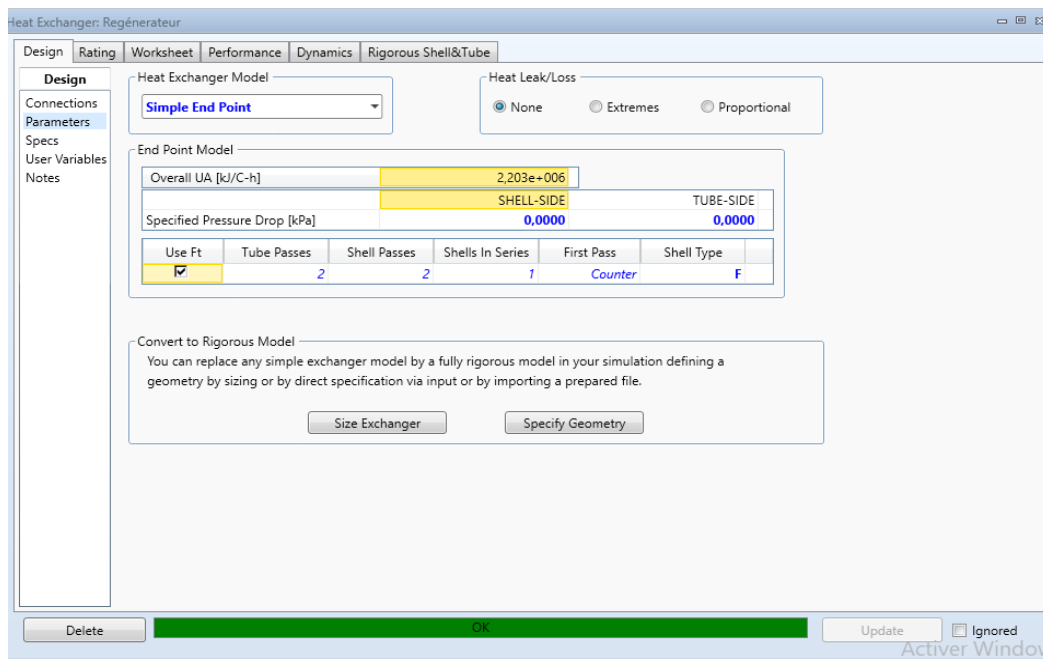 Heat Exchanger: Regénerateur
Design Rating Worksheet Performance Dynamics Rigorous Shell&Tube
Design
Connections
Parameters
Specs
User Variables
Notes
Heat Exchanger Model
Simple End Point
Heat Leak/Loss
None Extremes Proportional
End Point Model
Overall UA [kJ/C-h] 2,203e+006
SHELL-SIDE TUBE-SIDE
Specified Pressure Drop [kPa] 0,0000 0,0000
Use Ft Tube Passes Shell Passes Shells In Series First Pass Shell Type
2 2 1 Counter F
Convert to Rigorous Model
You can replace any simple exchanger model by a fully rigorous model in your simulation defining a
geometry by sizing or by direct specification via input or by importing a prepared file.
Size Exchanger Specify Geometry
Delete OK Update Ignored
Activer Window